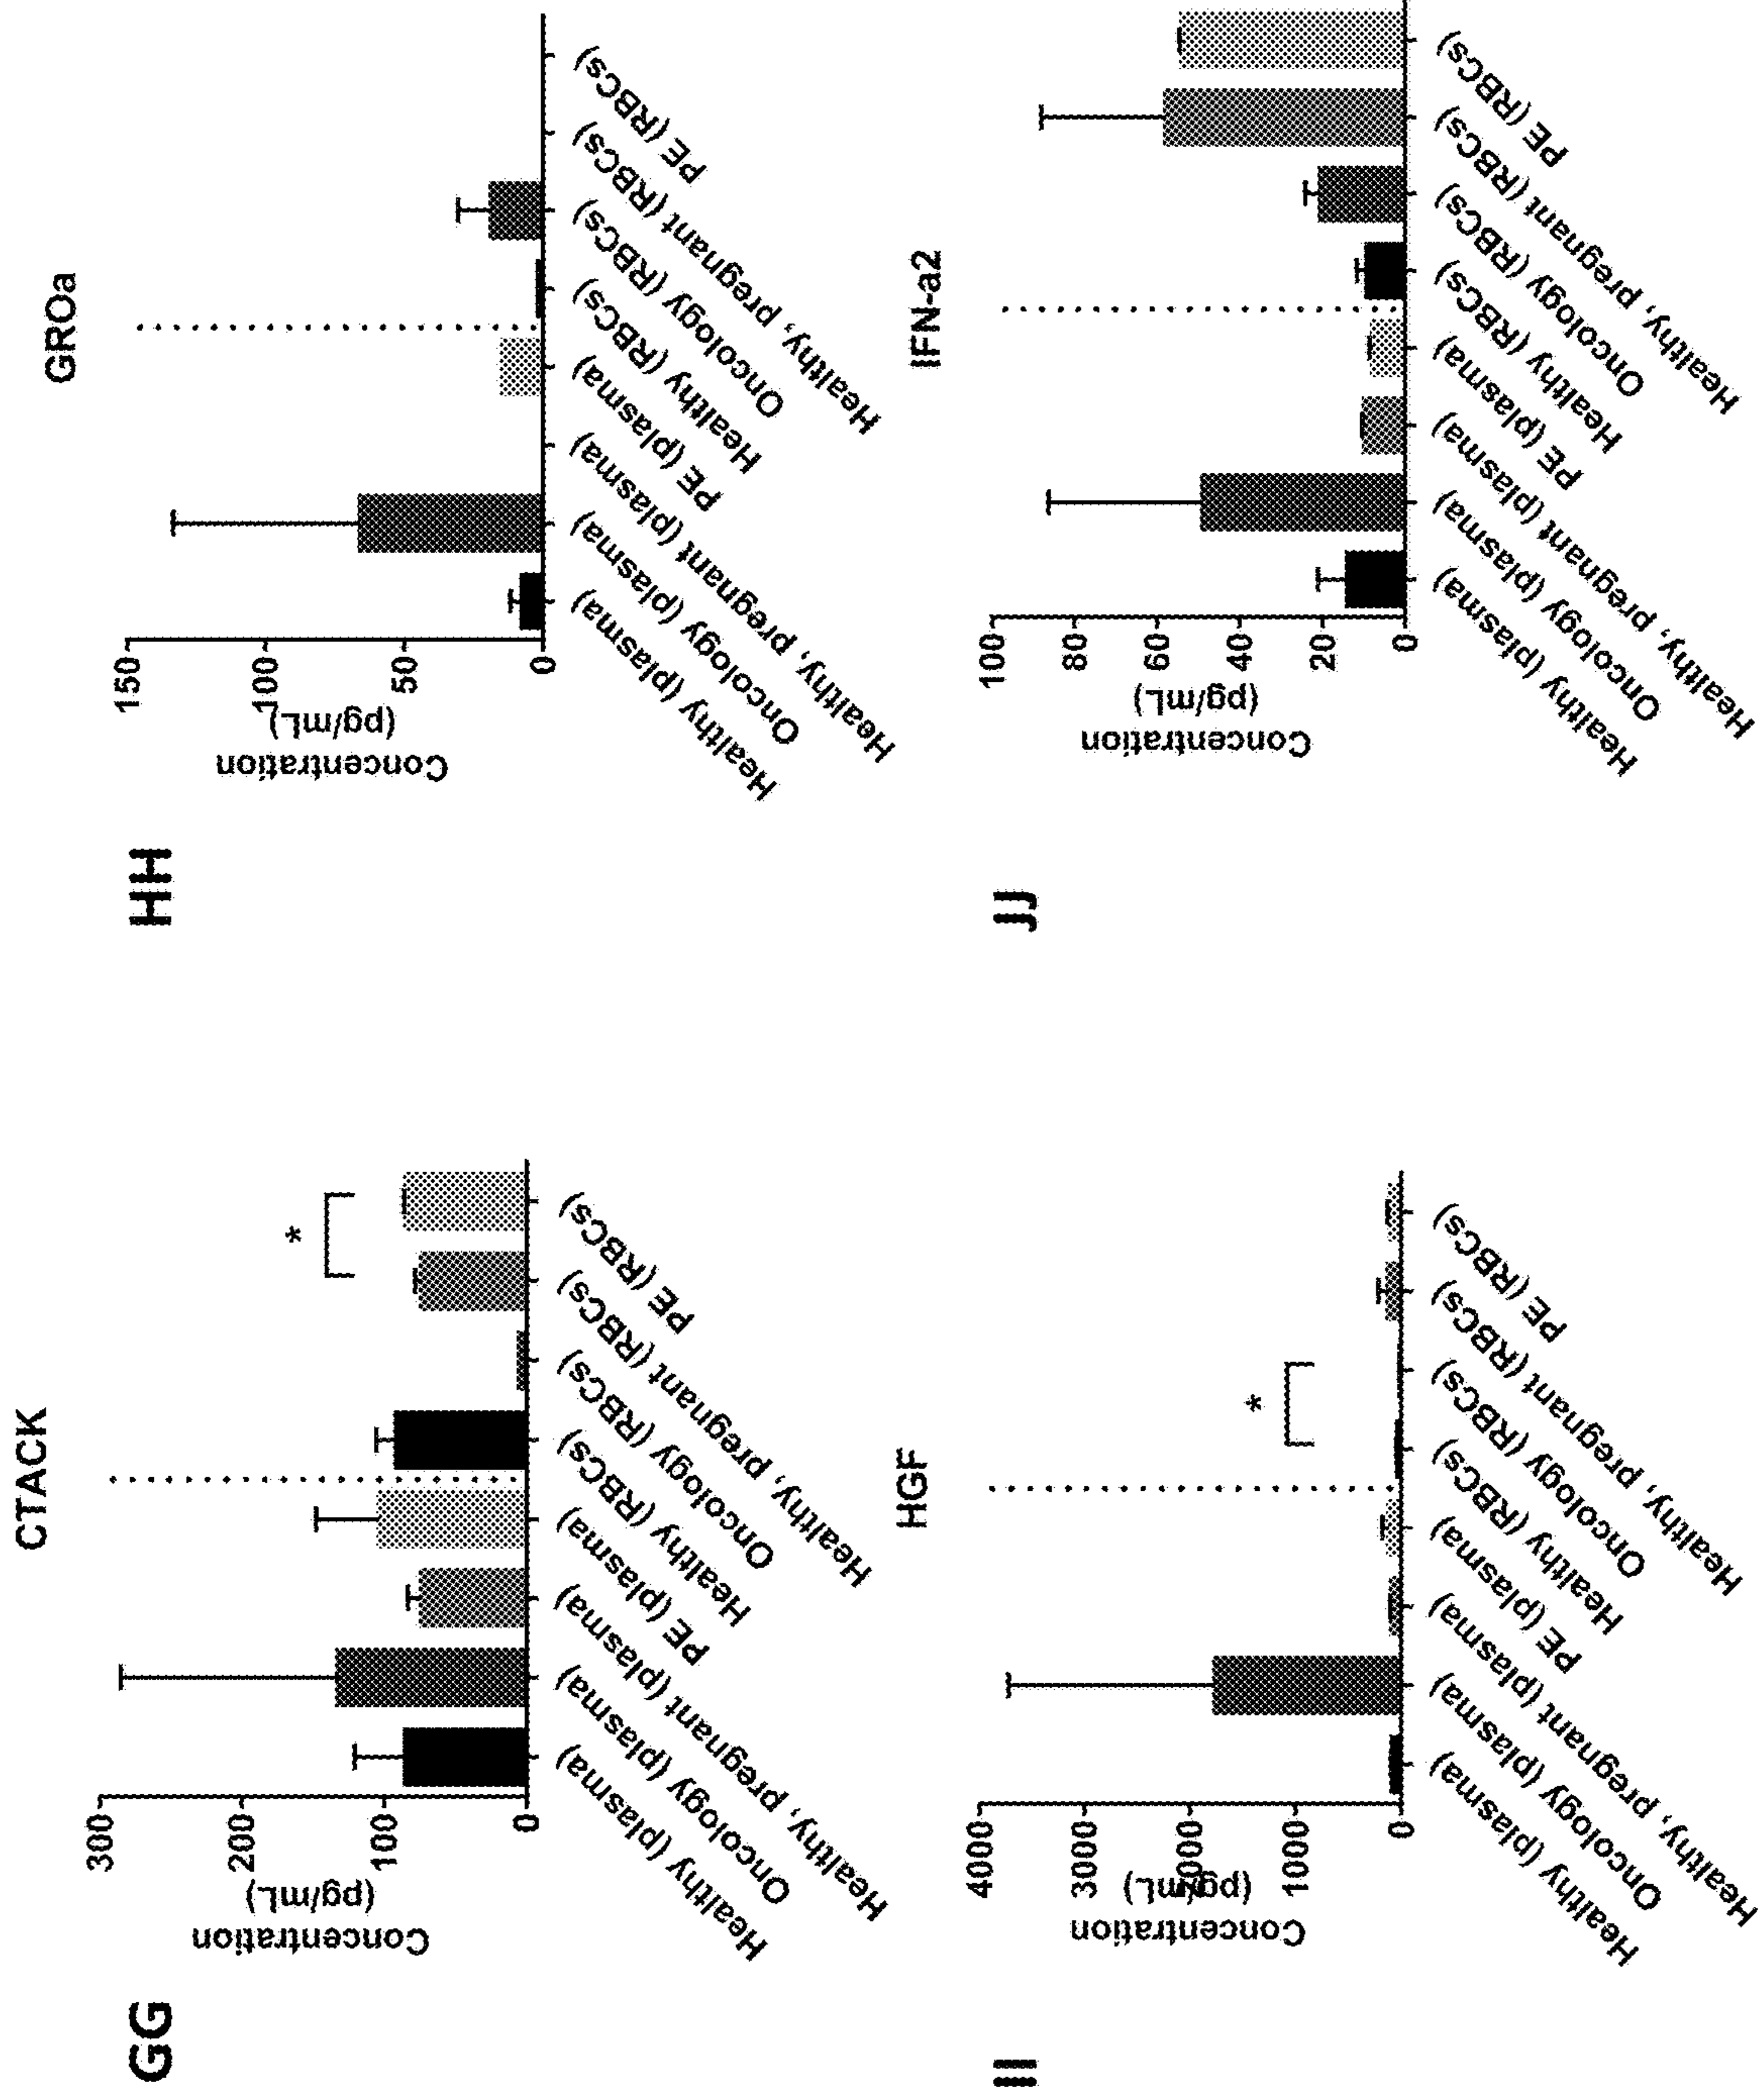 GG
CTACK
Concentration
(pg/mL)
300
200
100
0
*
Healthy (plasma)
Oncology (plasma)
Healthy, pregnant (plasma)
PE (plasma)
Healthy (RBCs)
Oncology (RBCs)
Healthy, pregnant (RBCs)
PE (RBCs)
HH
GROa
Concentration
(pg/mL)
150
100
50
0
Healthy (plasma)
Oncology (plasma)
Healthy, pregnant (plasma)
PE (plasma)
Healthy (RBCs)
Oncology (RBCs)
Healthy, pregnant (RBCs)
PE (RBCs)
II
HGF
Concentration
(pg/mL)
4000
3000
2000
1000
0
*
Healthy (plasma)
Oncology (plasma)
Healthy, pregnant (plasma)
PE (plasma)
Healthy (RBCs)
Oncology (RBCs)
Healthy, pregnant (RBCs)
PE (RBCs)
JJ
IFN-a2
Concentration
(pg/mL)
100
80
60
40
20
0
Healthy (plasma)
Oncology (plasma)
Healthy, pregnant (plasma)
PE (plasma)
Healthy (RBCs)
Oncology (RBCs)
Healthy, pregnant (RBCs)
PE (RBCs)